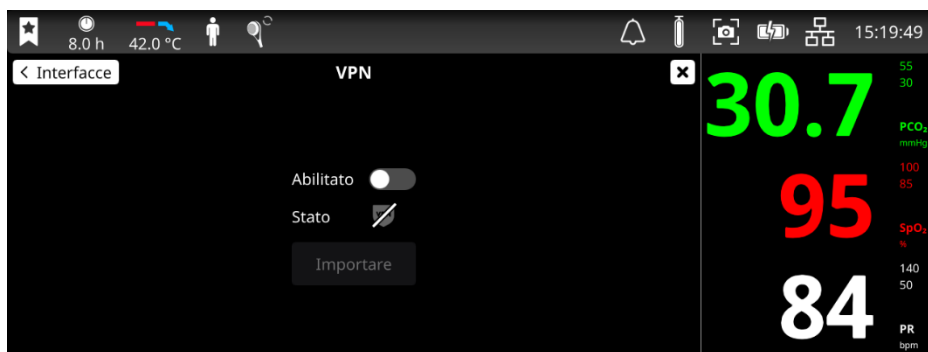 8.0 h
42.0 °C
15:19:49
< Interfacce
VPN
Abilitato
Stato
Importare
30.7
55
30
PCO₂
mmHg
95
100
85
SpO₂
%
84
140
50
PR
bpm